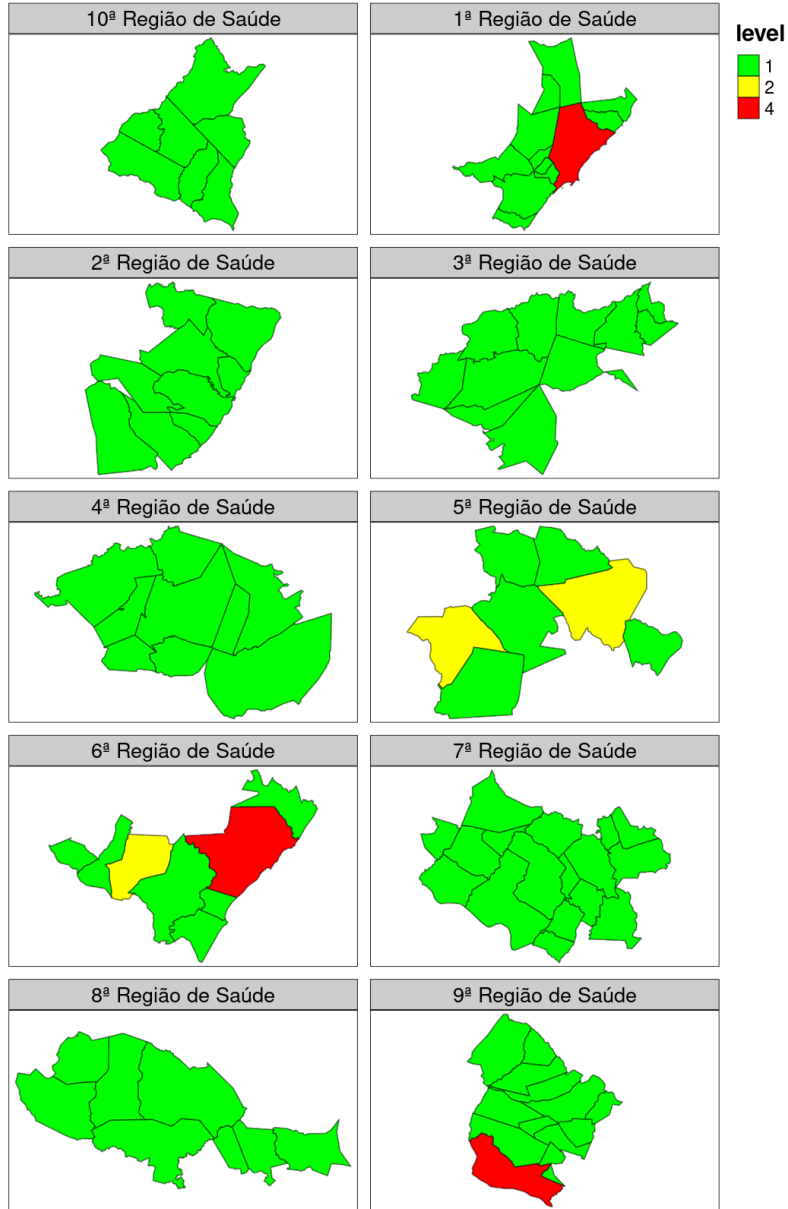 10ª Região de Saúde
1ª Região de Saúde
level
1
2
4
2ª Região de Saúde
3ª Região de Saúde
4ª Região de Saúde
5ª Região de Saúde
6ª Região de Saúde
7ª Região de Saúde
8ª Região de Saúde
9ª Região de Saúde